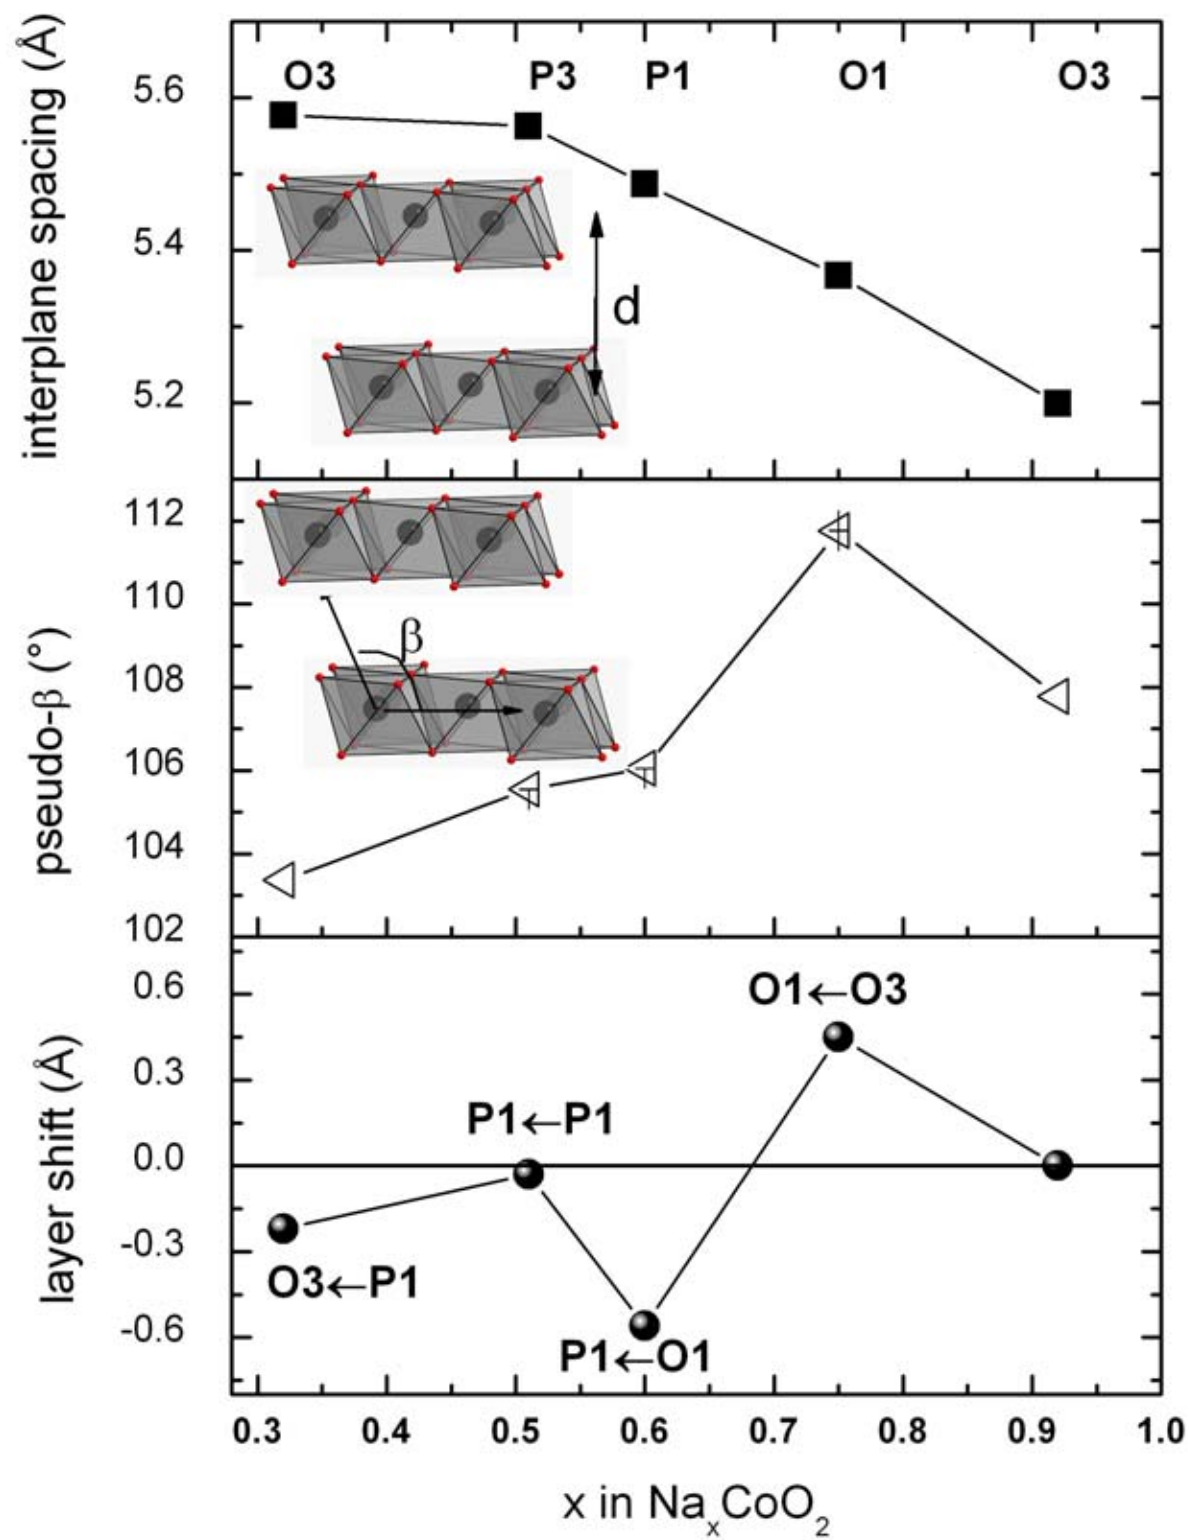 interplane spacing (Å)
O3 P3 P1 O1 O3
5.6
5.4
5.2
d
pseudo-β (°)
112
110
108
106
104
102
β
layer shift (Å)
0.6
0.3
0.0
-0.3
-0.6
O1←O3
P1←P1
O3←P1
P1←O1
0.3 0.4 0.5 0.6 0.7 0.8 0.9 1.0
x in NaₓCoO₂